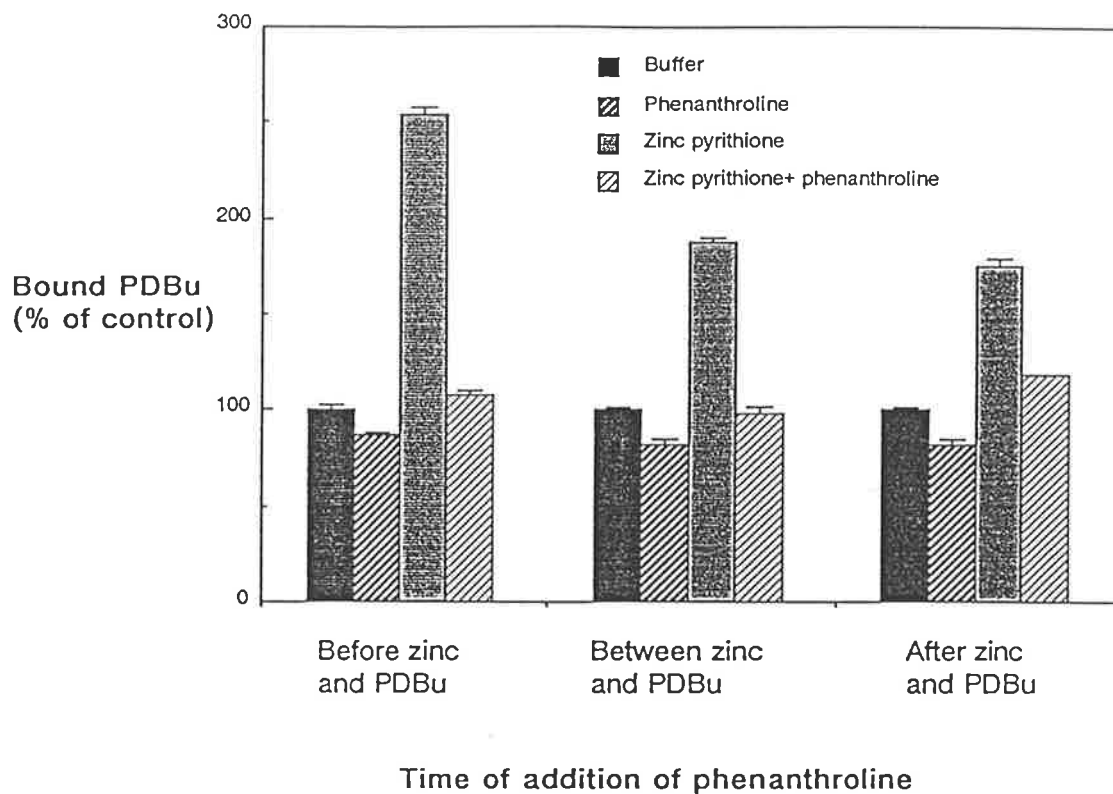 300
200
100
0
Bound PDBu
(% of control)
Buffer
Phenanthroline
Zinc pyrithione
Zinc pyrithione+ phenanthroline
Before zinc
and PDBu
Between zinc
and PDBu
After zinc
and PDBu
Time of addition of phenanthroline